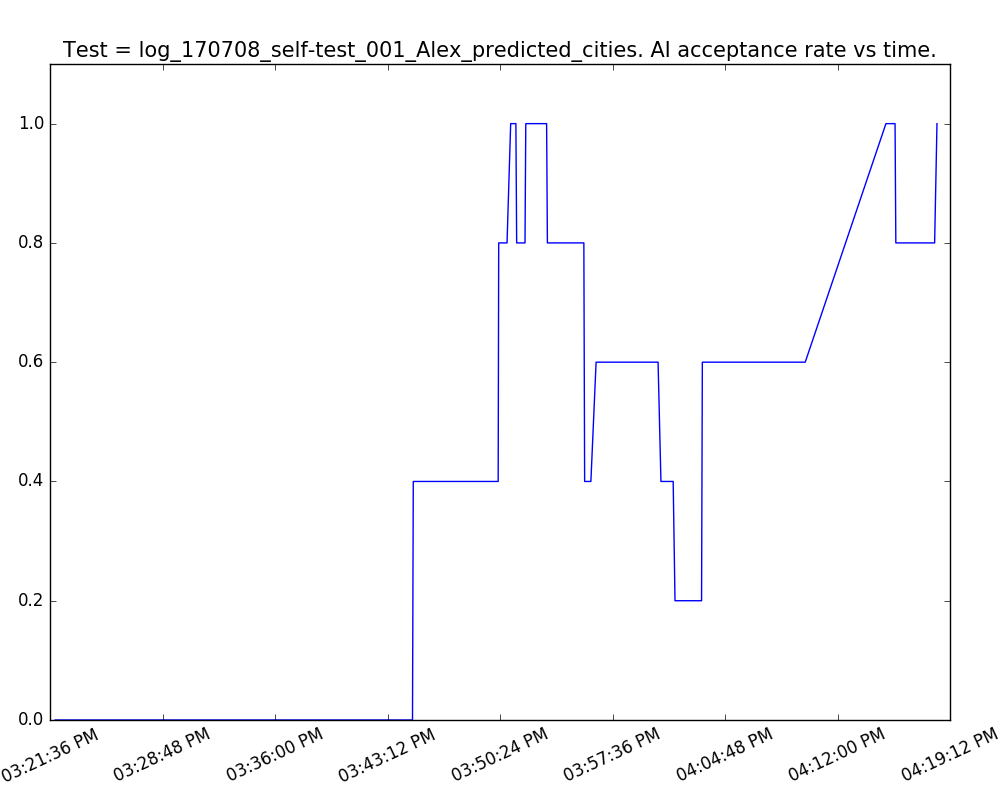 Test = log_170708_self-test_001_Alex_predicted_cities. AI acceptance rate vs time.
1.0
0.8
0.6
0.4
0.2
0.0
03:21:36 PM
03:28:48 PM
03:36:00 PM
03:43:12 PM
03:50:24 PM
03:57:36 PM
04:04:48 PM
04:12:00 PM
04:19:12 PM